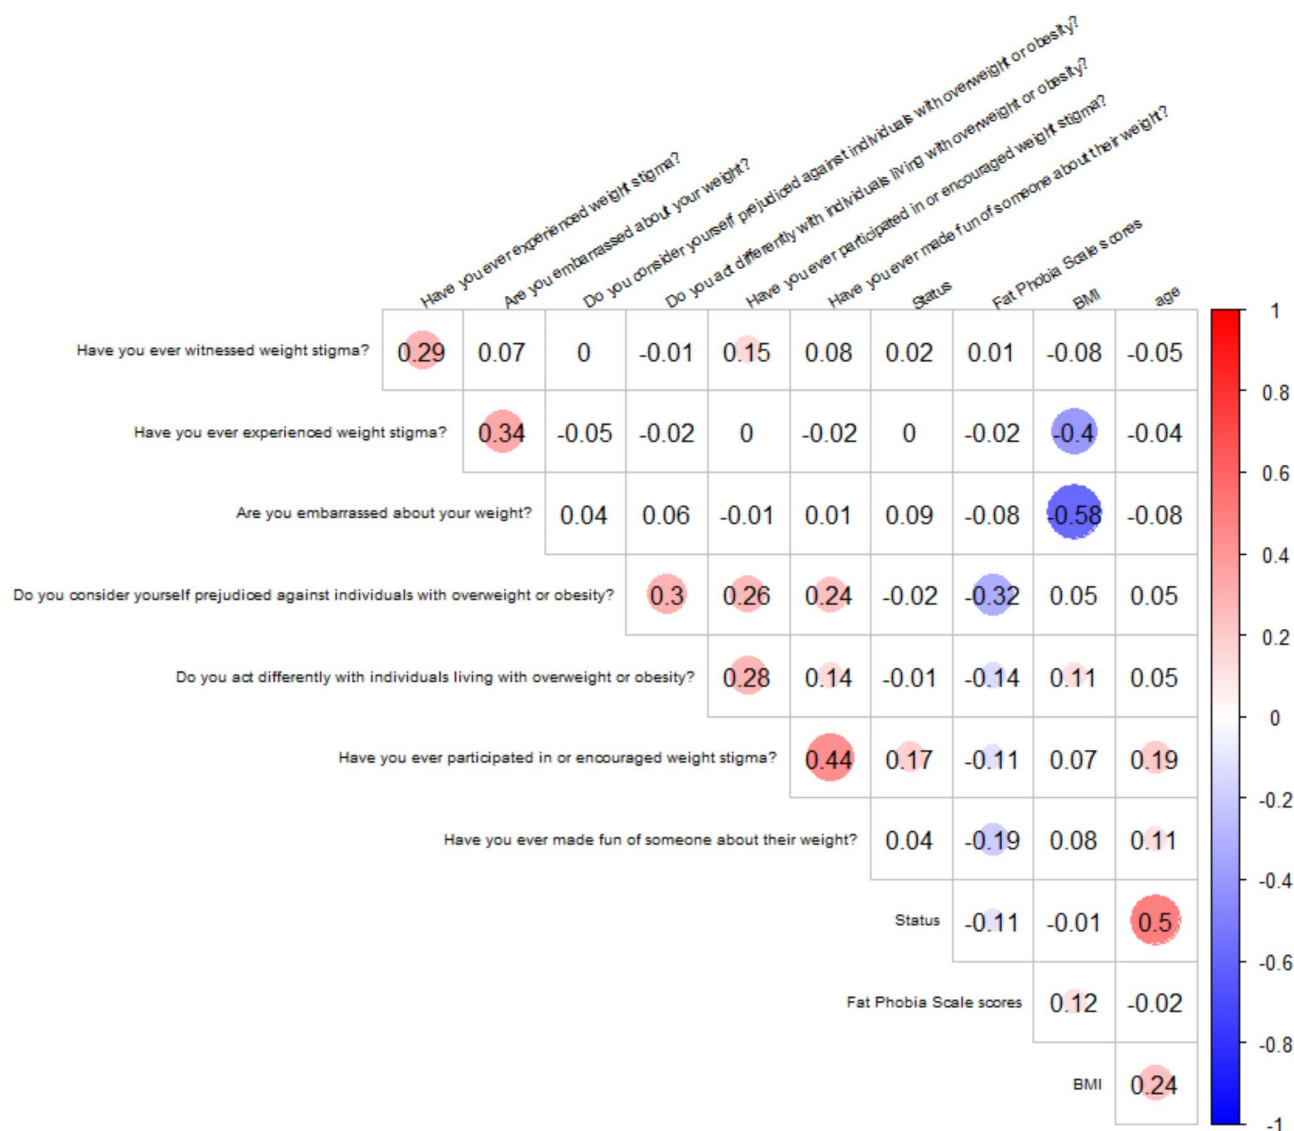 Have you ever experienced weight stigma?
Are you embarrassed about your weight?
Do you consider yourself prejudiced against individuals with overweight or obesity?
Do you act differently with individuals living with overweight or obesity?
Have you ever participated in or encouraged weight stigma?
Have you ever made fun of someone about their weight?
Status
Fat Phobia Scale scores
BMI
age
Have you ever witnessed weight stigma? 0.29 0.07 0 -0.01 0.15 0.08 0.02 0.01 -0.08 -0.05
Have you ever experienced weight stigma? 0.34 -0.05 -0.02 0 -0.02 0 -0.02 -0.4 -0.04
Are you embarrassed about your weight? 0.04 0.06 -0.01 0.01 0.09 -0.08 -0.58 -0.08
Do you consider yourself prejudiced against individuals with overweight or obesity? 0.3 0.26 0.24 -0.02 -0.32 0.05 0.05
Do you act differently with individuals living with overweight or obesity? 0.28 0.14 -0.01 -0.14 0.11 0.05
Have you ever participated in or encouraged weight stigma? 0.44 0.17 -0.11 0.07 0.19
Have you ever made fun of someone about their weight? 0.04 -0.19 0.08 0.11
Status -0.11 -0.01 0.5
Fat Phobia Scale scores 0.12 -0.02
BMI 0.24
1
0.8
0.6
0.4
0.2
0
-0.2
-0.4
-0.6
-0.8
-1